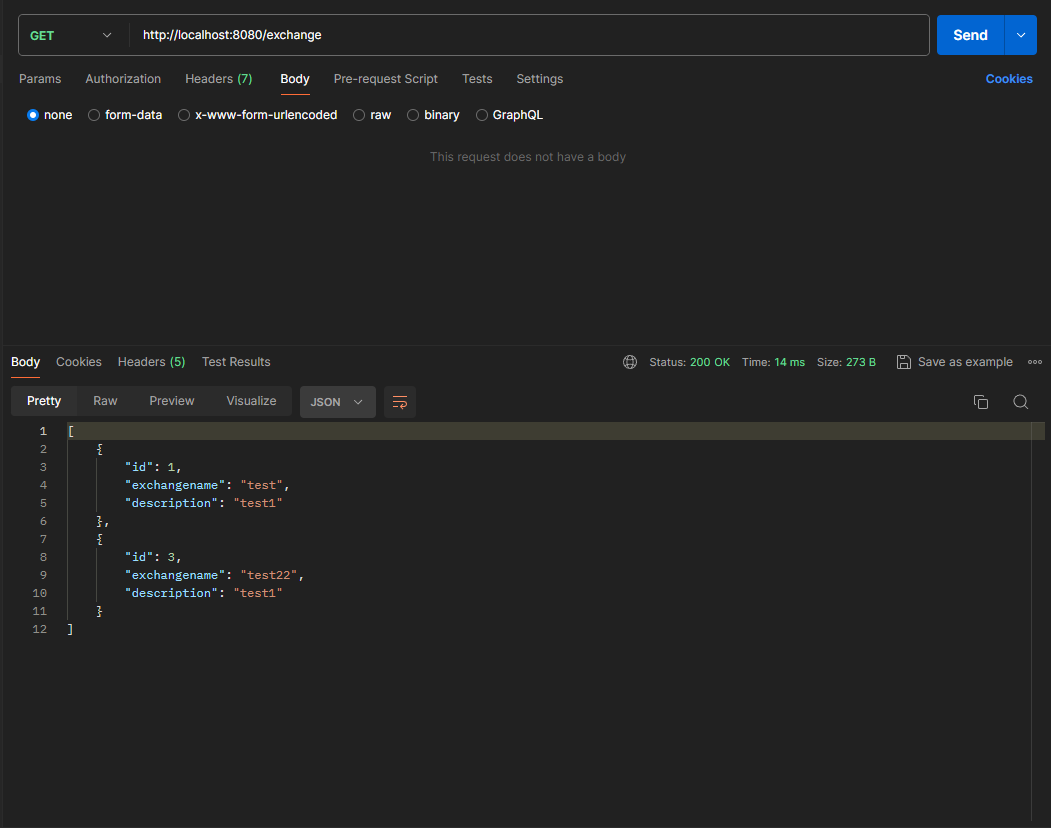 GET http://localhost:8080/exchange Send
Params Authorization Headers (7) Body Pre-request Script Tests Settings Cookies
none form-data x-www-form-urlencoded raw binary GraphQL
This request does not have a body
Body Cookies Headers (5) Test Results Status: 200 OK Time: 14 ms Size: 273 B Save as example
Pretty Raw Preview Visualize JSON
1 [
2 {
3 "id": 1,
4 "exchangename": "test",
5 "description": "test1"
6 },
7 {
8 "id": 3,
9 "exchangename": "test22",
10 "description": "test1"
11 }
12 ]